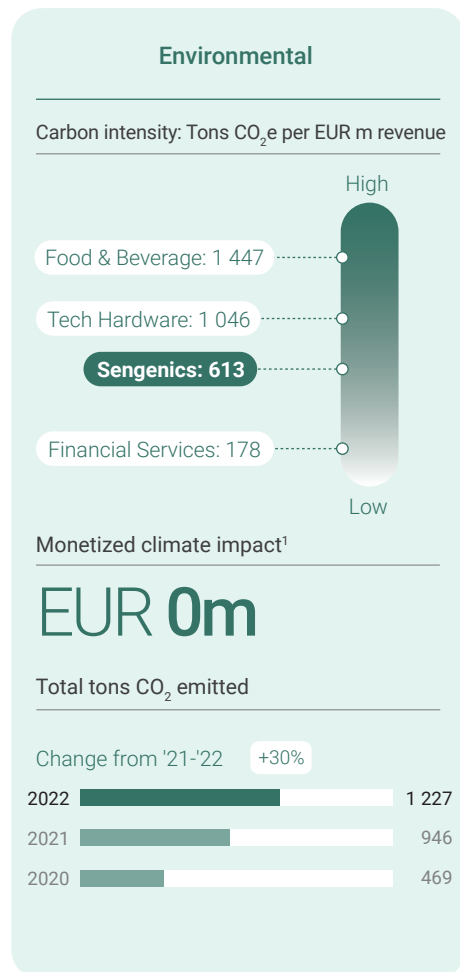 Environmental
Carbon intensity: Tons CO₂e per EUR m revenue
High
Food & Beverage: 1 447
Tech Hardware: 1 046
Sengenics: 613
Financial Services: 178
Low
Monetized climate impact¹
EUR 0m
Total tons CO₂ emitted
Change from '21-'22 +30%
2022 1 227
2021 946
2020 469